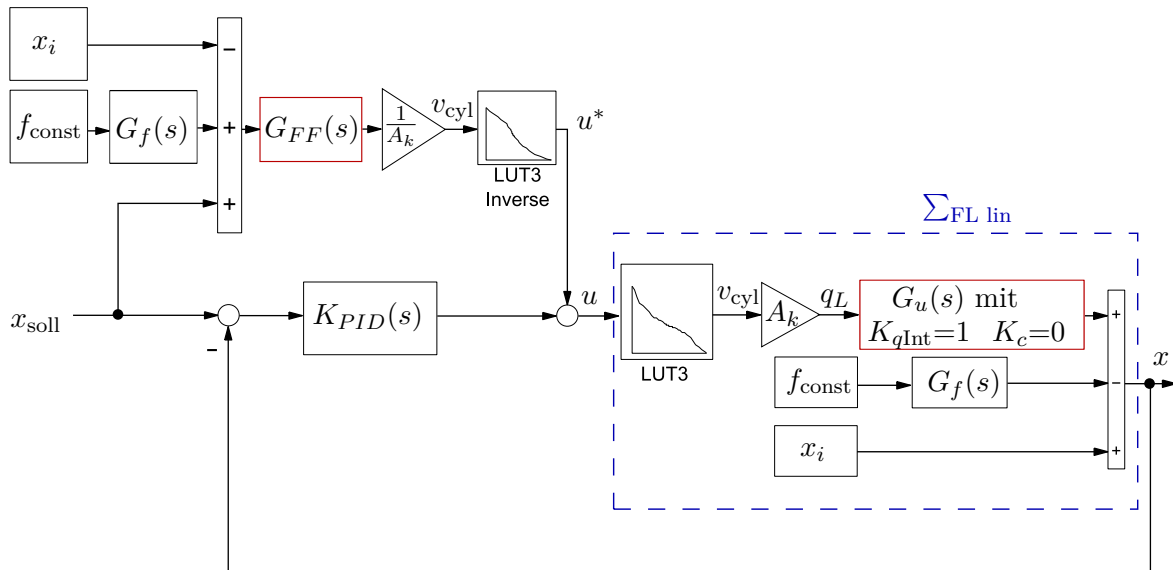 x_i
−
f_const
G_f(s)
+
G_FF(s)
1/A_k
v_cyl
u*
LUT3
Inverse
+
∑_FL lin
x_soll
−
K_PID(s)
u
LUT3
v_cyl
A_k
q_L
G_u(s) mit
K_qInt=1 K_c=0
+
x
f_const
G_f(s)
−
x_i
+